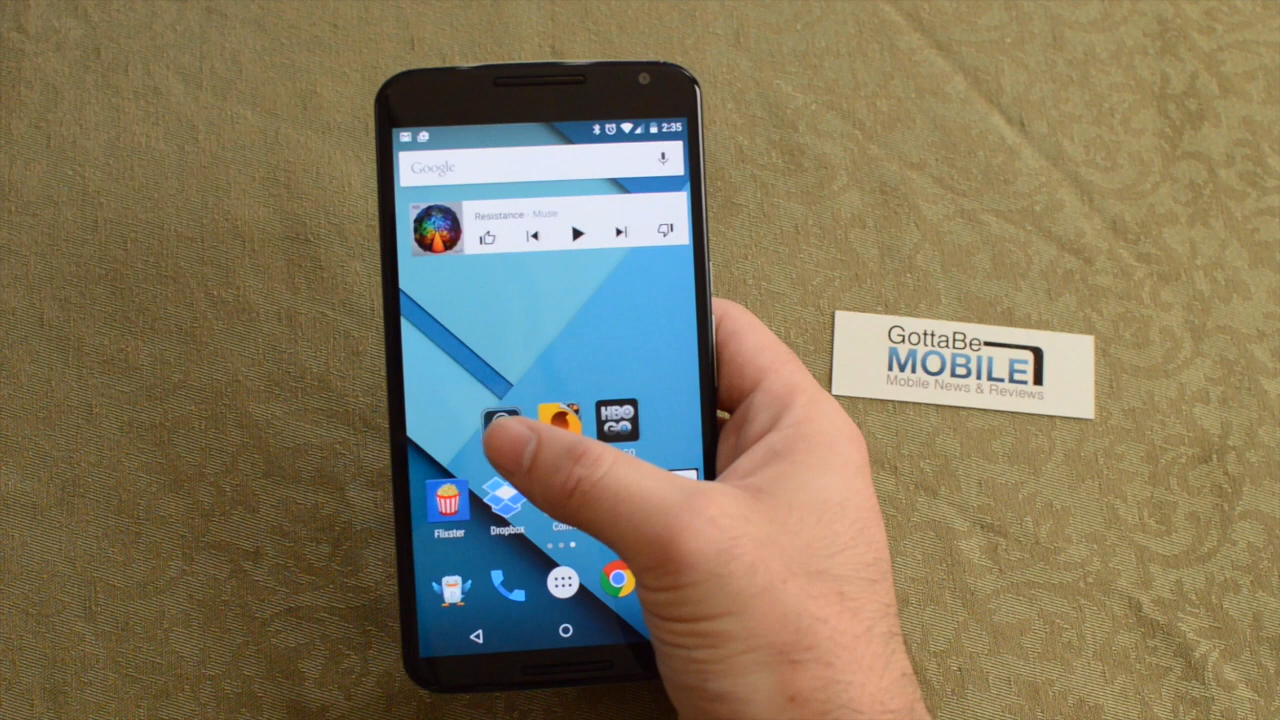 2:35
Google
Resistance - Muse
HBO
GO
Flixster
Dropbox
GottaBe
MOBILE
Mobile News & Reviews